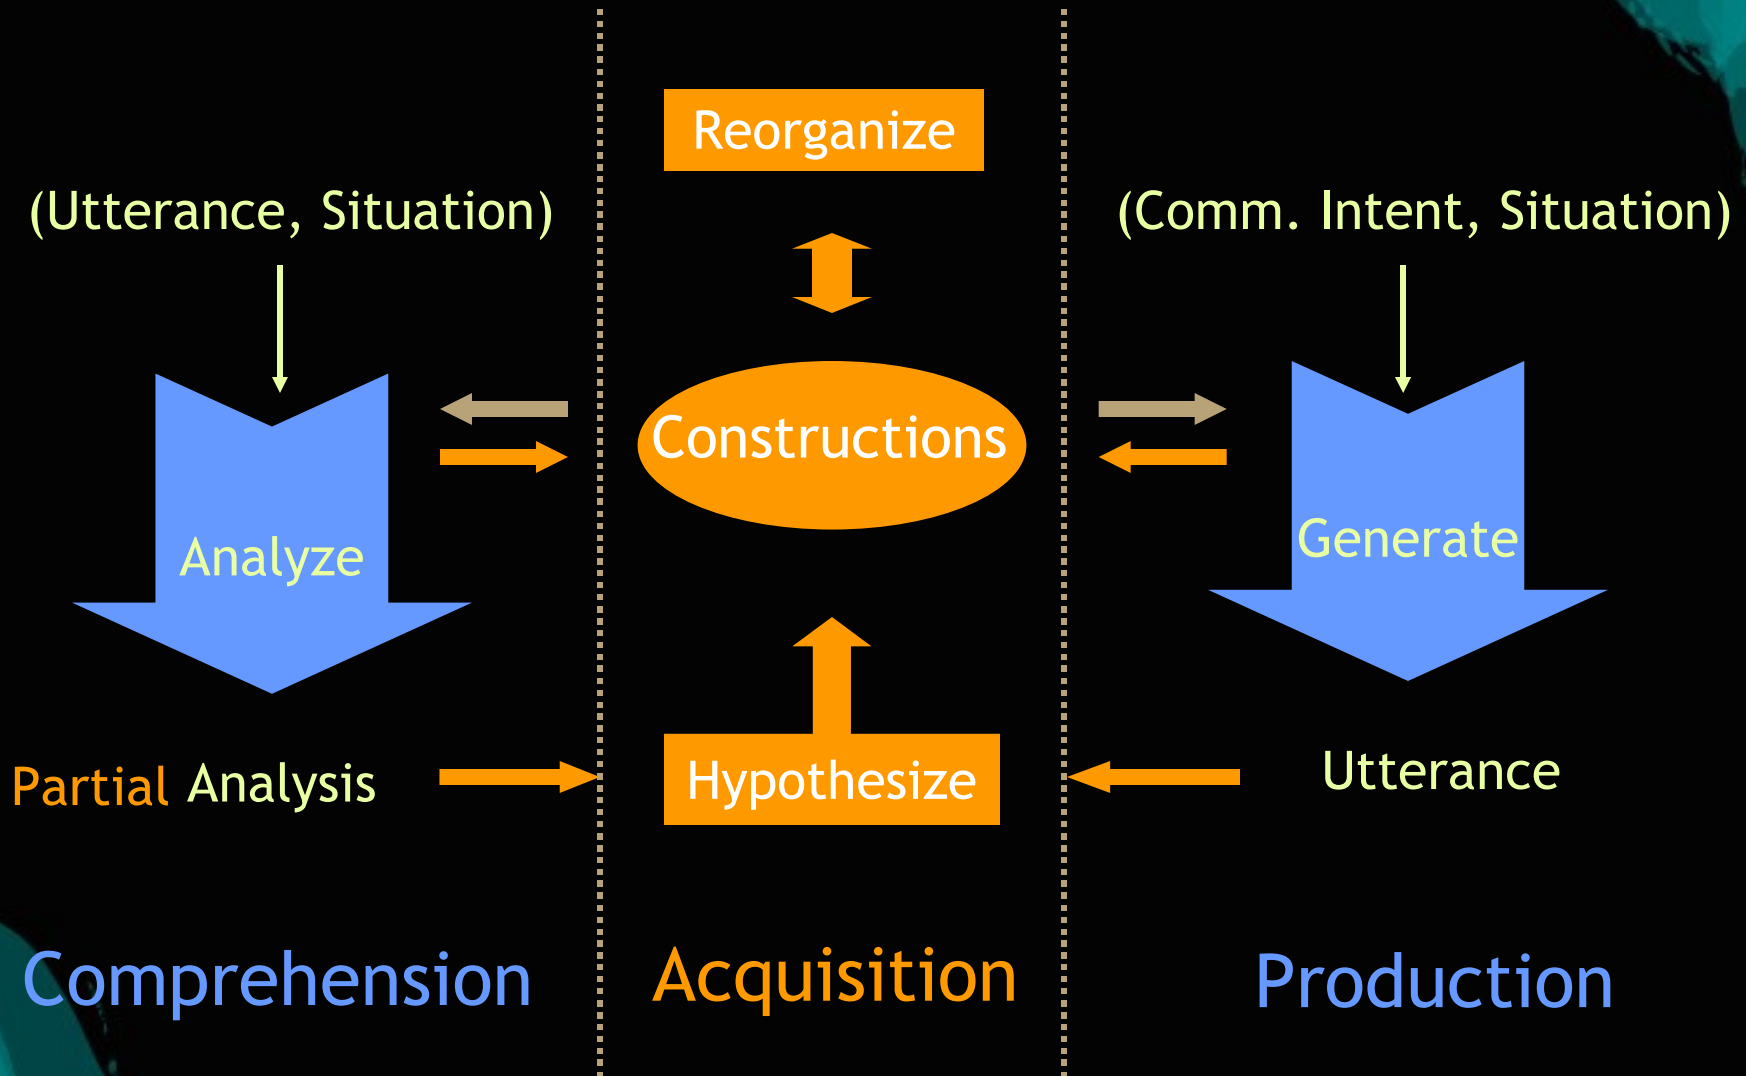 Reorganize
(Utterance, Situation)
(Comm. Intent, Situation)
Constructions
Analyze
Generate
Partial Analysis
Hypothesize
Utterance
Comprehension
Acquisition
Production